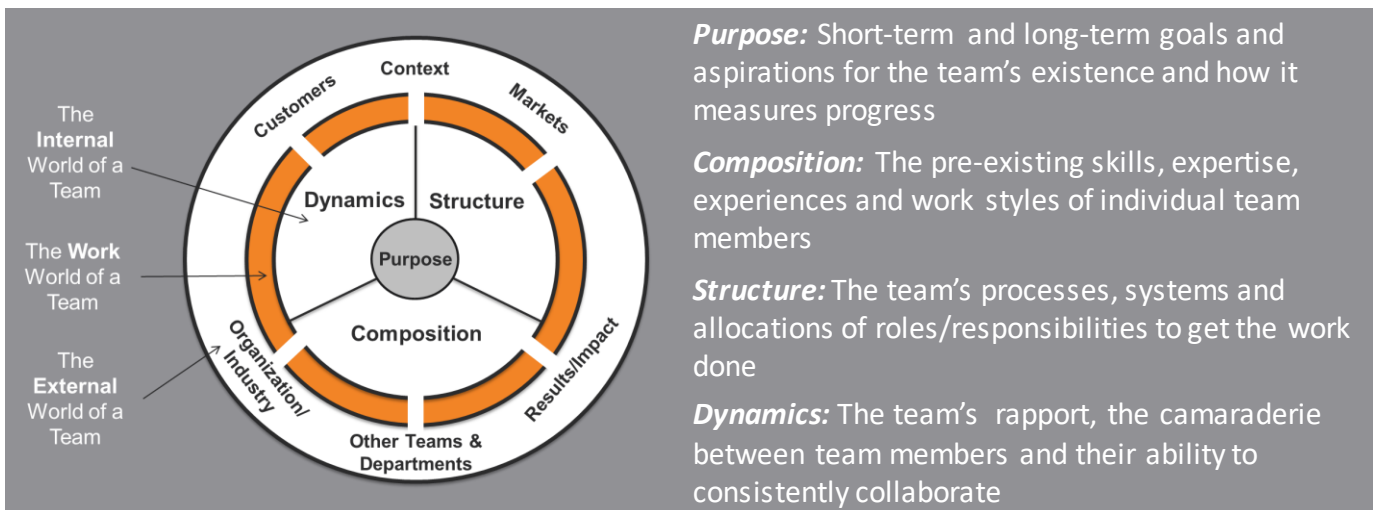 The
Internal
World of a
Team
The Work
World of a
Team
The
External
World of a
Team
Context
Customers
Markets
Dynamics
Structure
Purpose
Composition
Organization/
Industry
Results/Impact
Other Teams &
Departments
Purpose: Short-term and long-term goals and
aspirations for the team’s existence and how it
measures progress
Composition: The pre-existing skills, expertise,
experiences and work styles of individual team
members
Structure: The team’s processes, systems and
allocations of roles/responsibilities to get the work
done
Dynamics: The team’s rapport, the camaraderie
between team members and their ability to
consistently collaborate